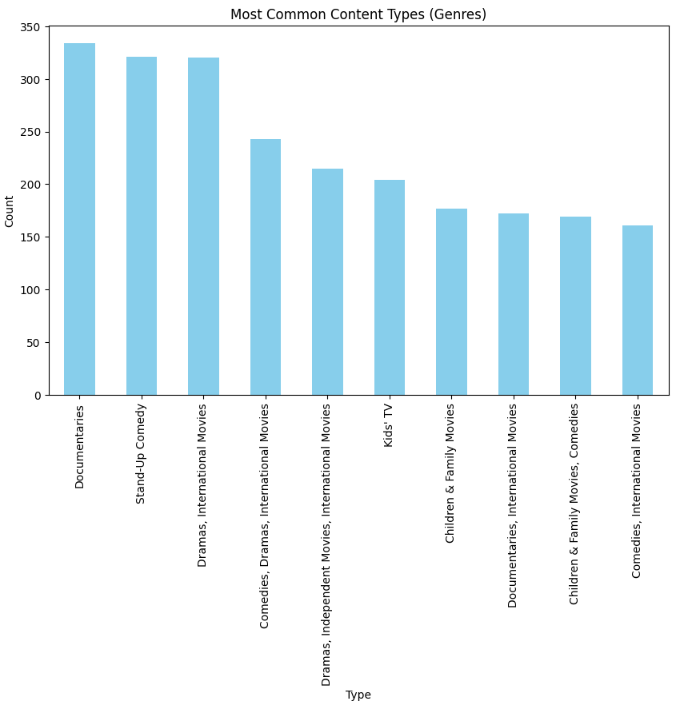 Most Common Content Types (Genres)
Count
350
300
250
200
150
100
50
0
Documentaries
Stand-Up Comedy
Dramas, International Movies
Comedies, Dramas, International Movies
Dramas, Independent Movies, International Movies
Kids' TV
Children & Family Movies
Documentaries, International Movies
Children & Family Movies, Comedies
Comedies, International Movies
Type